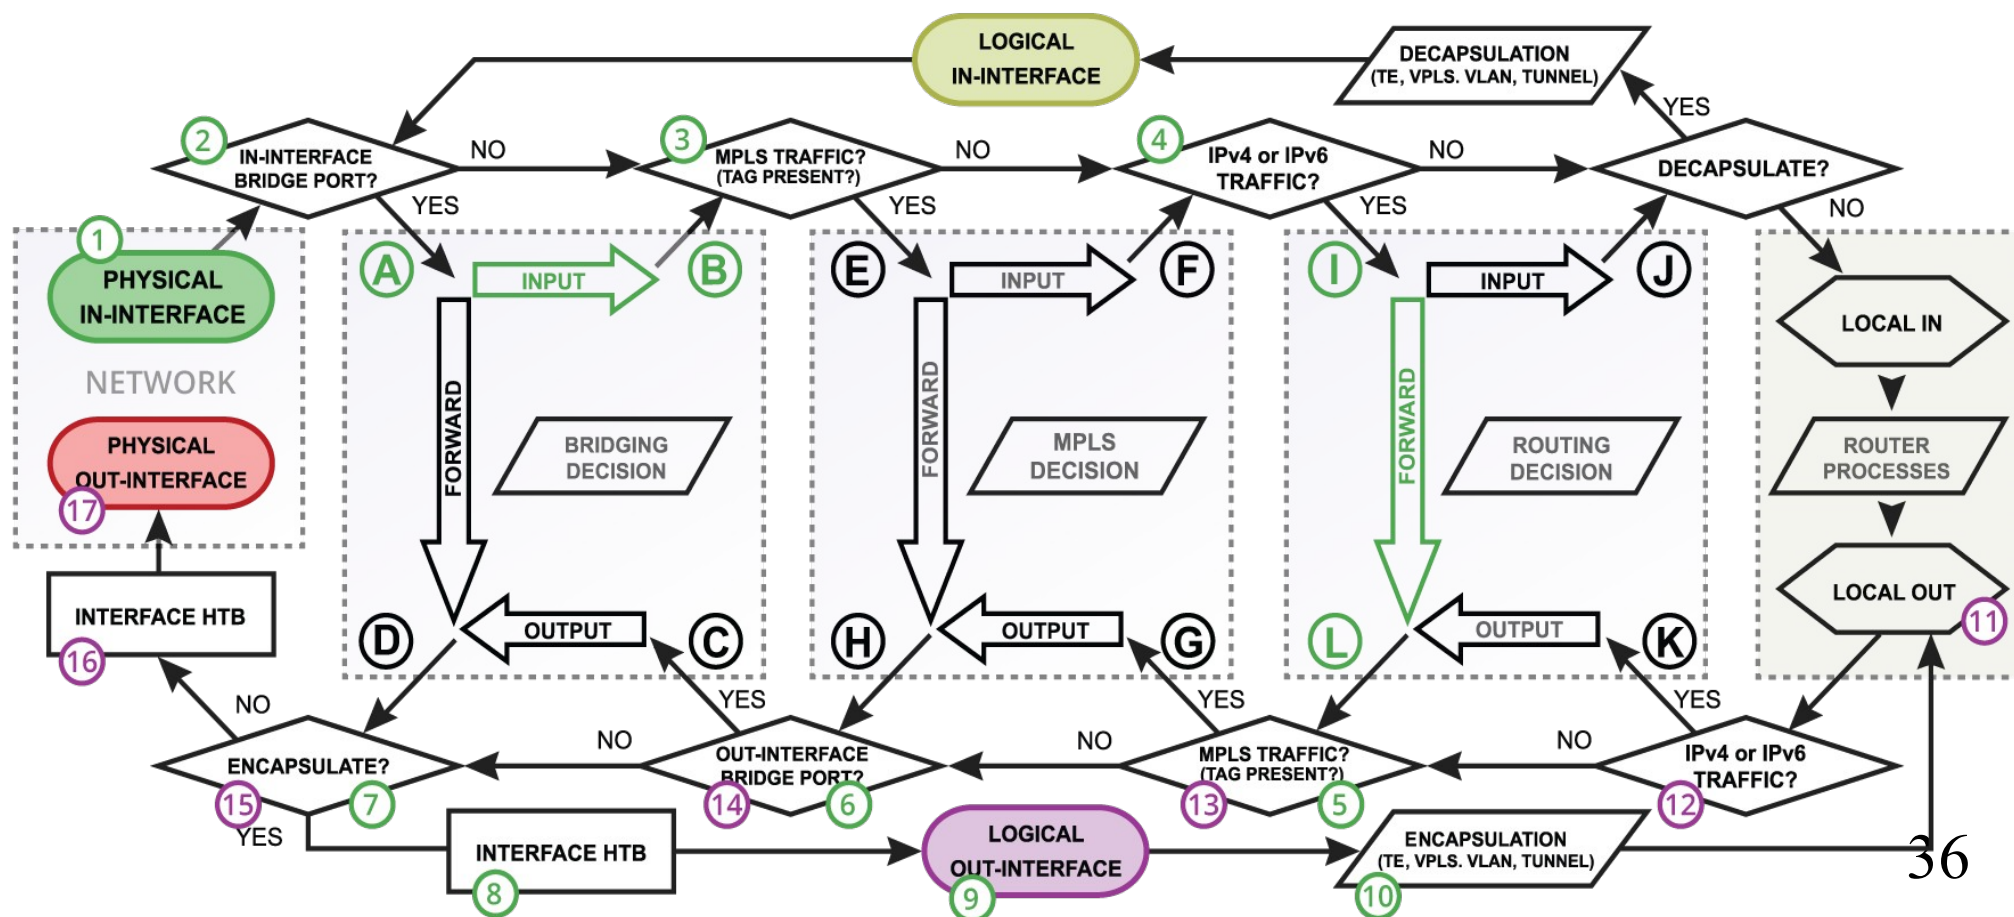 LOGICAL
IN-INTERFACE
DECAPSULATION
(TE, VPLS. VLAN, TUNNEL)
YES
2
IN-INTERFACE
BRIDGE PORT?
NO
3
MPLS TRAFFIC?
(TAG PRESENT?)
NO
4
IPv4 or IPv6
TRAFFIC?
NO
DECAPSULATE?
YES
YES
YES
NO
1
PHYSICAL
IN-INTERFACE
NETWORK
PHYSICAL
OUT-INTERFACE
17
A
INPUT
B
FORWARD
BRIDGING
DECISION
D
OUTPUT
C
E
INPUT
F
FORWARD
MPLS
DECISION
H
OUTPUT
G
I
INPUT
J
FORWARD
ROUTING
DECISION
L
OUTPUT
K
LOCAL IN
ROUTER
PROCESSES
LOCAL OUT
11
INTERFACE HTB
16
NO
YES
YES
YES
ENCAPSULATE?
15
7
NO
OUT-INTERFACE
BRIDGE PORT?
14
6
NO
MPLS TRAFFIC?
(TAG PRESENT?)
13
5
NO
IPv4 or IPv6
TRAFFIC?
12
YES
INTERFACE HTB
8
LOGICAL
OUT-INTERFACE
9
ENCAPSULATION
(TE, VPLS. VLAN, TUNNEL)
10
36